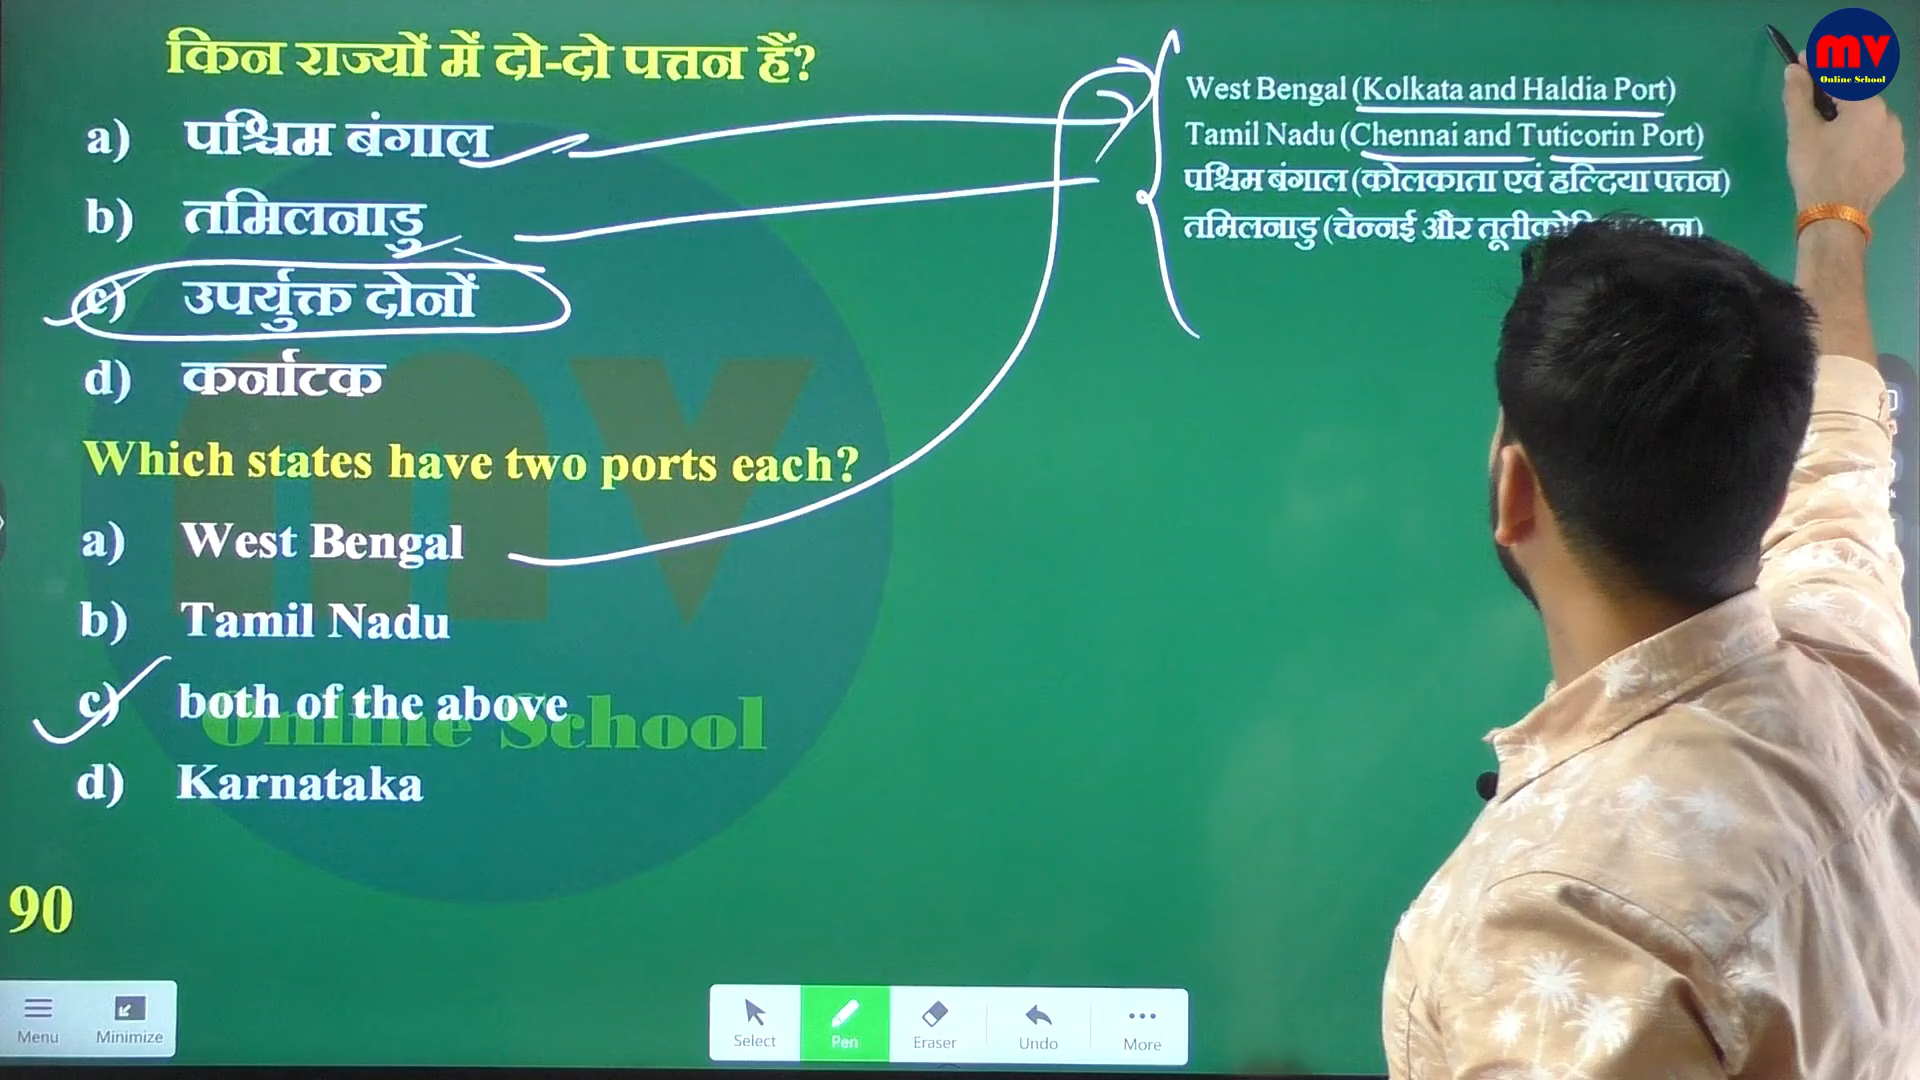 किन राज्यों में दो-दो पत्तन हैं?
a) पश्चिम बंगाल
b) तमिलनाडु
c) उपर्युक्त दोनों
d) कर्नाटक
Which states have two ports each?
a) West Bengal
b) Tamil Nadu
c) both of the above
d) Karnataka
90
West Bengal (Kolkata and Haldia Port)
Tamil Nadu (Chennai and Tuticorin Port)
पश्चिम बंगाल (कोलकाता एवं हल्दिया पत्तन)
तमिलनाडु (चेन्नई और
mv
Online School
mv
Online School
Menu
Minimize
Select
Pen
Eraser
Undo
More